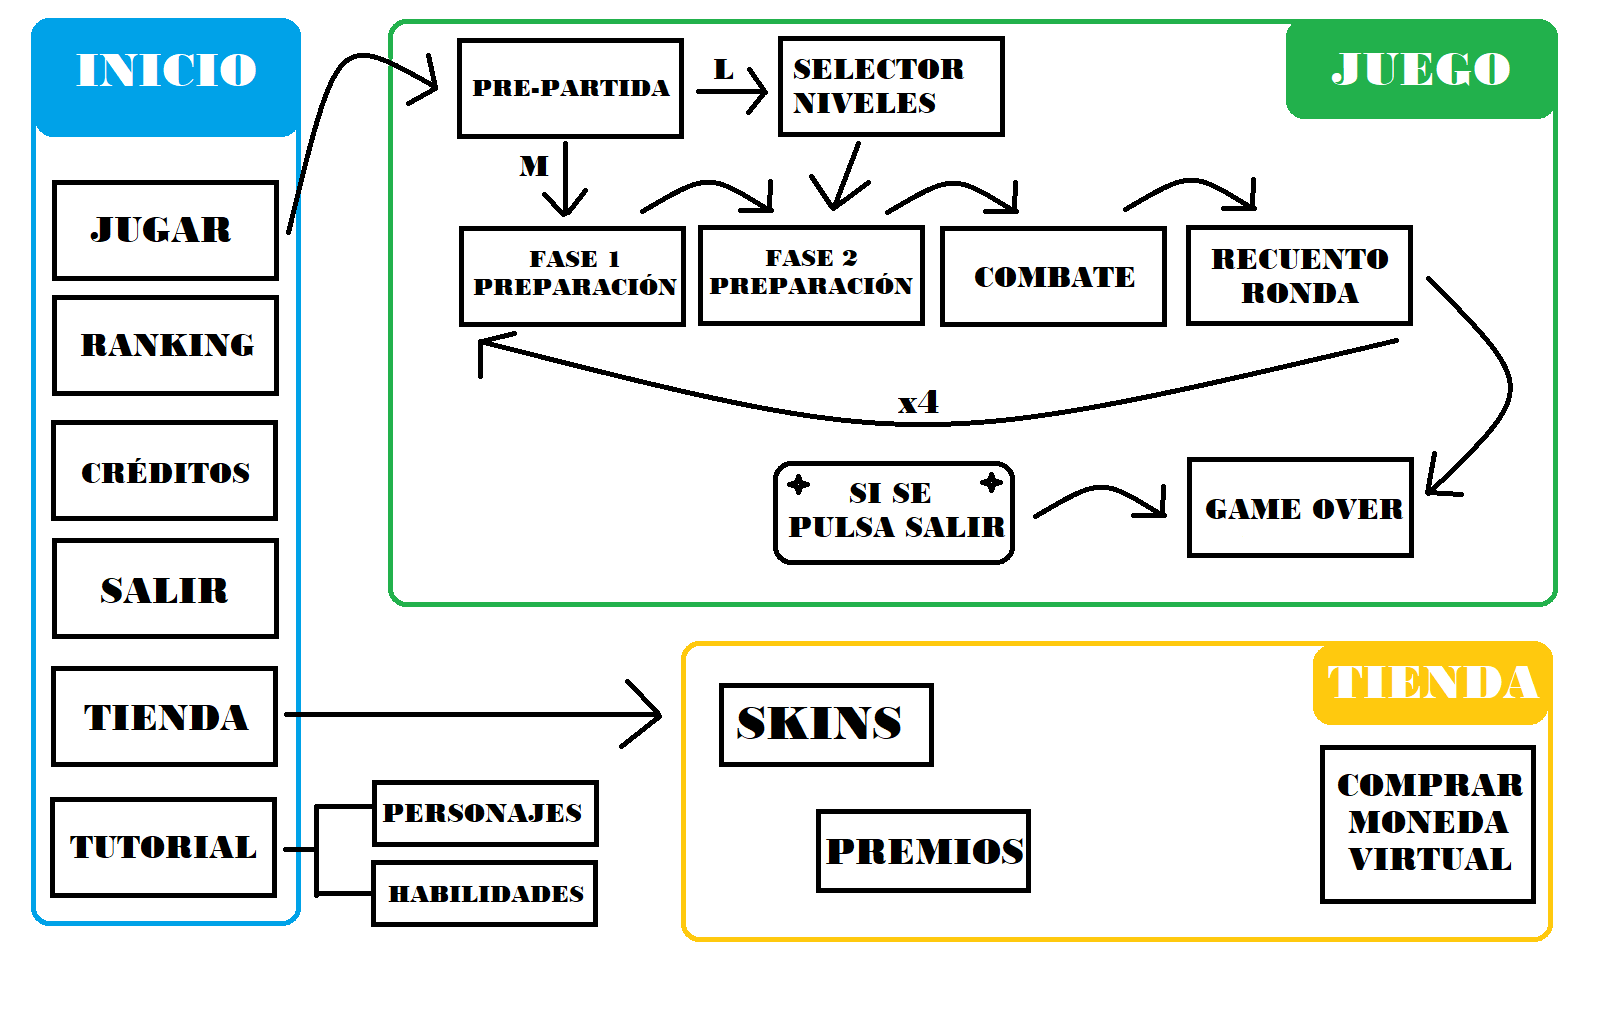 INICIO
JUGAR
RANKING
CRÉDITOS
SALIR
TIENDA
TUTORIAL
PERSONAJES
HABILIDADES
JUEGO
PRE-PARTIDA
L
SELECTOR
NIVELES
M
FASE 1
PREPARACIÓN
FASE 2
PREPARACIÓN
COMBATE
RECUENTO
RONDA
x4
SI SE
PULSA SALIR
GAME OVER
TIENDA
SKINS
PREMIOS
COMPRAR
MONEDA
VIRTUAL